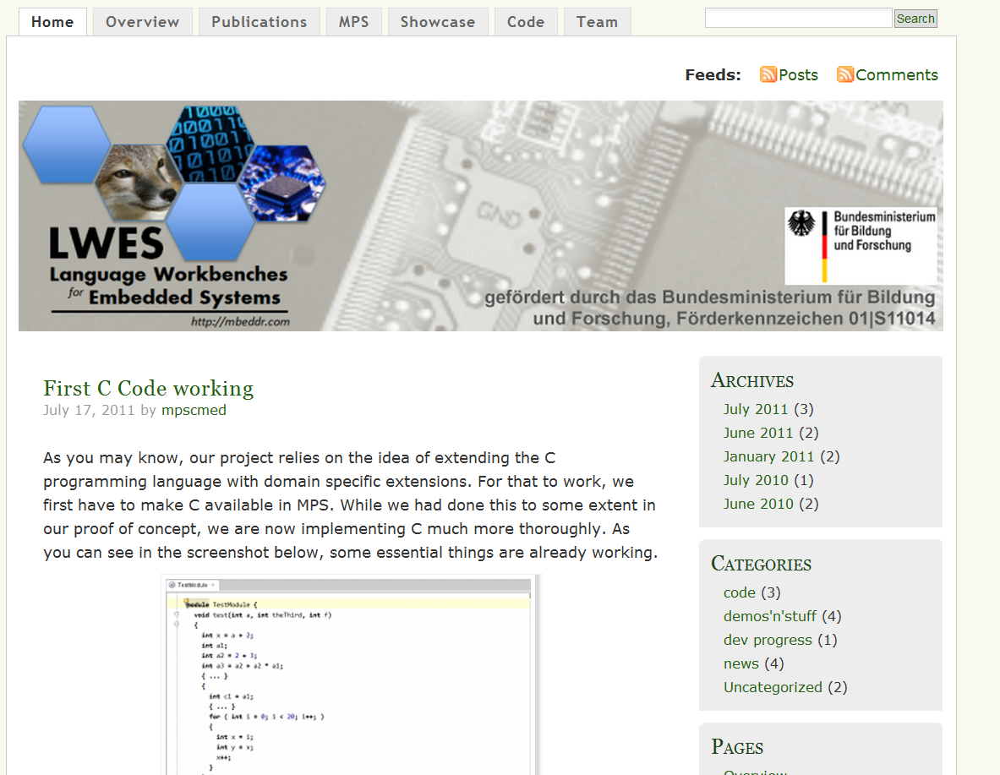 Home Overview Publications MPS Showcase Code Team Search
Feeds: Posts Comments
LWES
Language Workbenches
for Embedded Systems
http://mbeddr.com
GND
Bundesministerium
für Bildung
und Forschung
gefördert durch das Bundesministerium für Bildung
und Forschung, Förderkennzeichen 01|S11014
First C Code working
July 17, 2011 by mpscmed
As you may know, our project relies on the idea of extending the C
programming language with domain specific extensions. For that to work, we
first have to make C available in MPS. While we had done this to some extent in
our proof of concept, we are now implementing C much more thoroughly. As
you can see in the screenshot below, some essential things are already working.
TestModule
module TestModule {
void test(int a, int theThird, int f)
{
int x = a + 2;
int a1;
int a2 = 2 + 3;
int a3 = a2 + a2 * a1;
{ ... }
{
int c1 = a1;
{ ... }
for ( int i = 0; i < 20; i++; )
{
int x = i;
int y = x;
x++;
}
Archives
July 2011 (3)
June 2011 (2)
January 2011 (2)
July 2010 (1)
June 2010 (2)
Categories
code (3)
demos'n'stuff (4)
dev progress (1)
news (4)
Uncategorized (2)
Pages
Overview